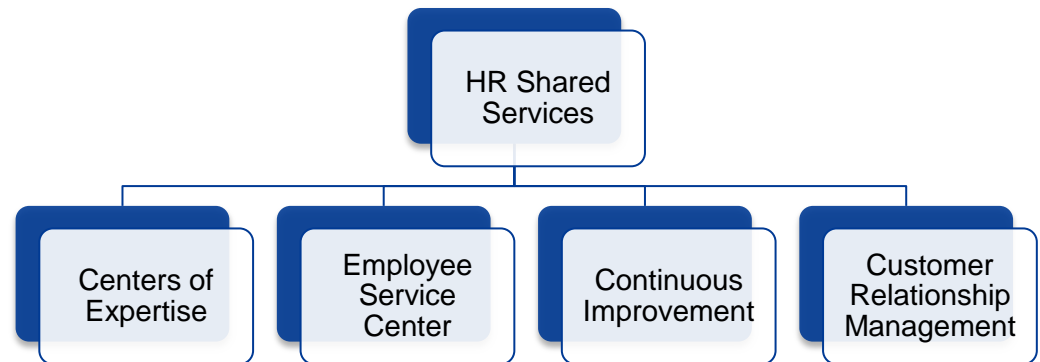 HR Shared
Services
Centers of
Expertise
Employee
Service
Center
Continuous
Improvement
Customer
Relationship
Management